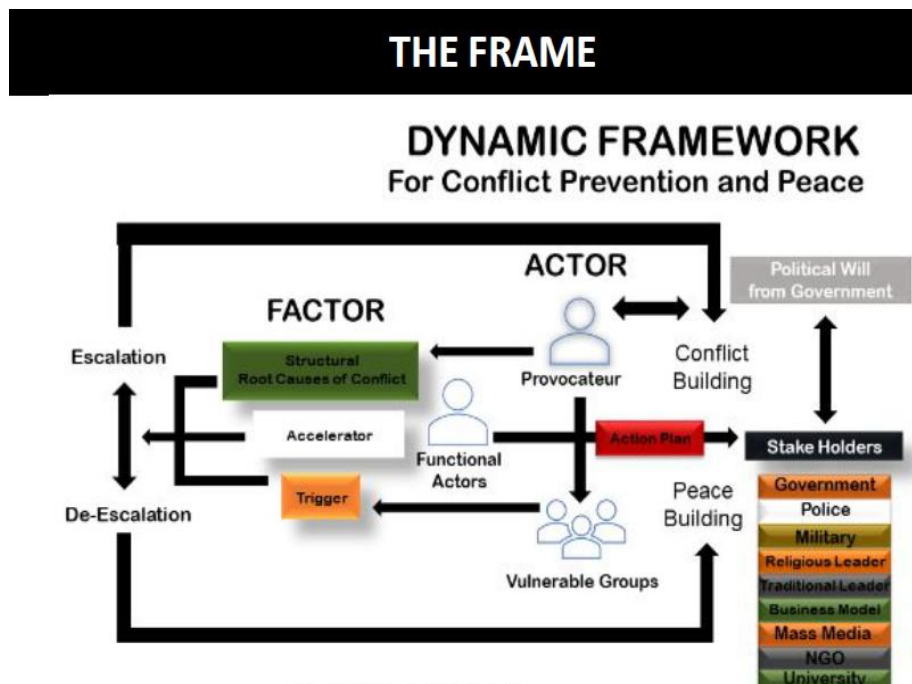 THE FRAME
DYNAMIC FRAMEWORK
For Conflict Prevention and Peace
ACTOR
Political Will
from Government
FACTOR
Escalation
Structural
Root Causes of Conflict
Provocateur
Conflict
Building
Accelerator
Functional
Actors
Action Plan
Stake Holders
De-Escalation
Trigger
Peace
Building
Vulnerable Groups
Government
Police
Military
Religious Leader
Traditional Leader
Business Model
Mass Media
NGO
University